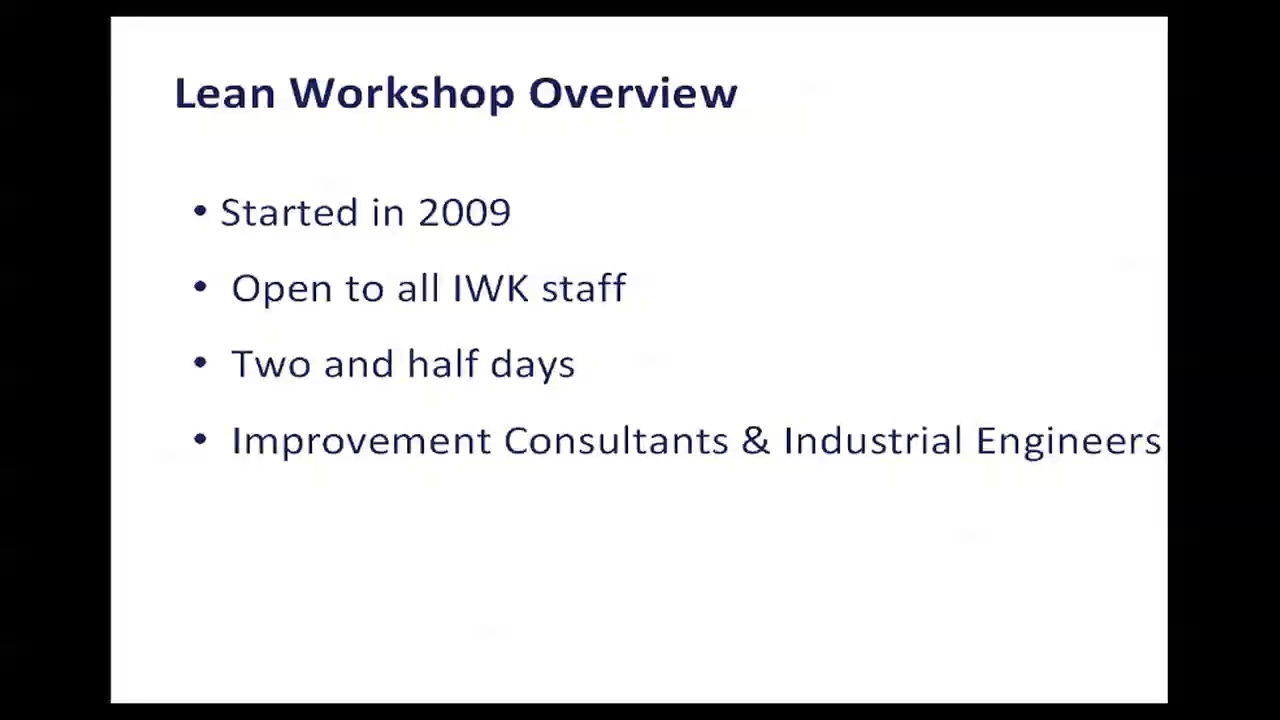 Lean Workshop Overview
• Started in 2009
• Open to all IWK staff
• Two and half days
• Improvement Consultants & Industrial Engineers